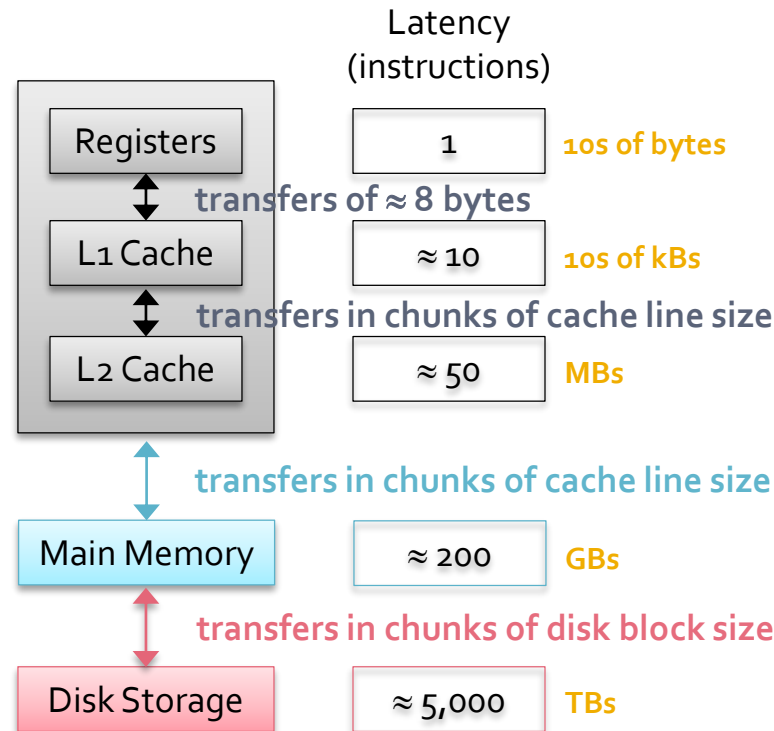 Latency
(instructions)
Registers
1
10s of bytes
transfers of ≈ 8 bytes
L1 Cache
≈ 10
10s of kBs
transfers in chunks of cache line size
L2 Cache
≈ 50
MBs
transfers in chunks of cache line size
Main Memory
≈ 200
GBs
transfers in chunks of disk block size
Disk Storage
≈ 5,000
TBs